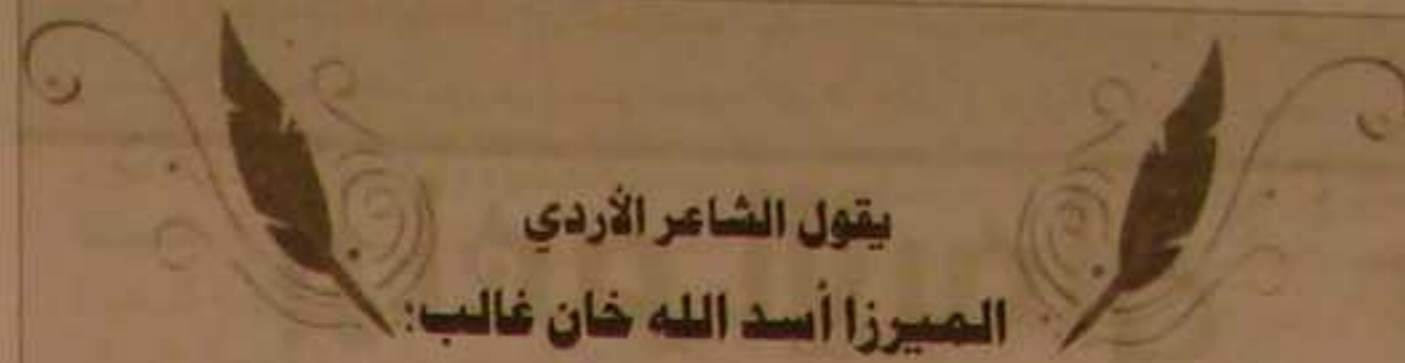 يقول الشاعر الأردي
الميرزا أسد الله خان غالب: